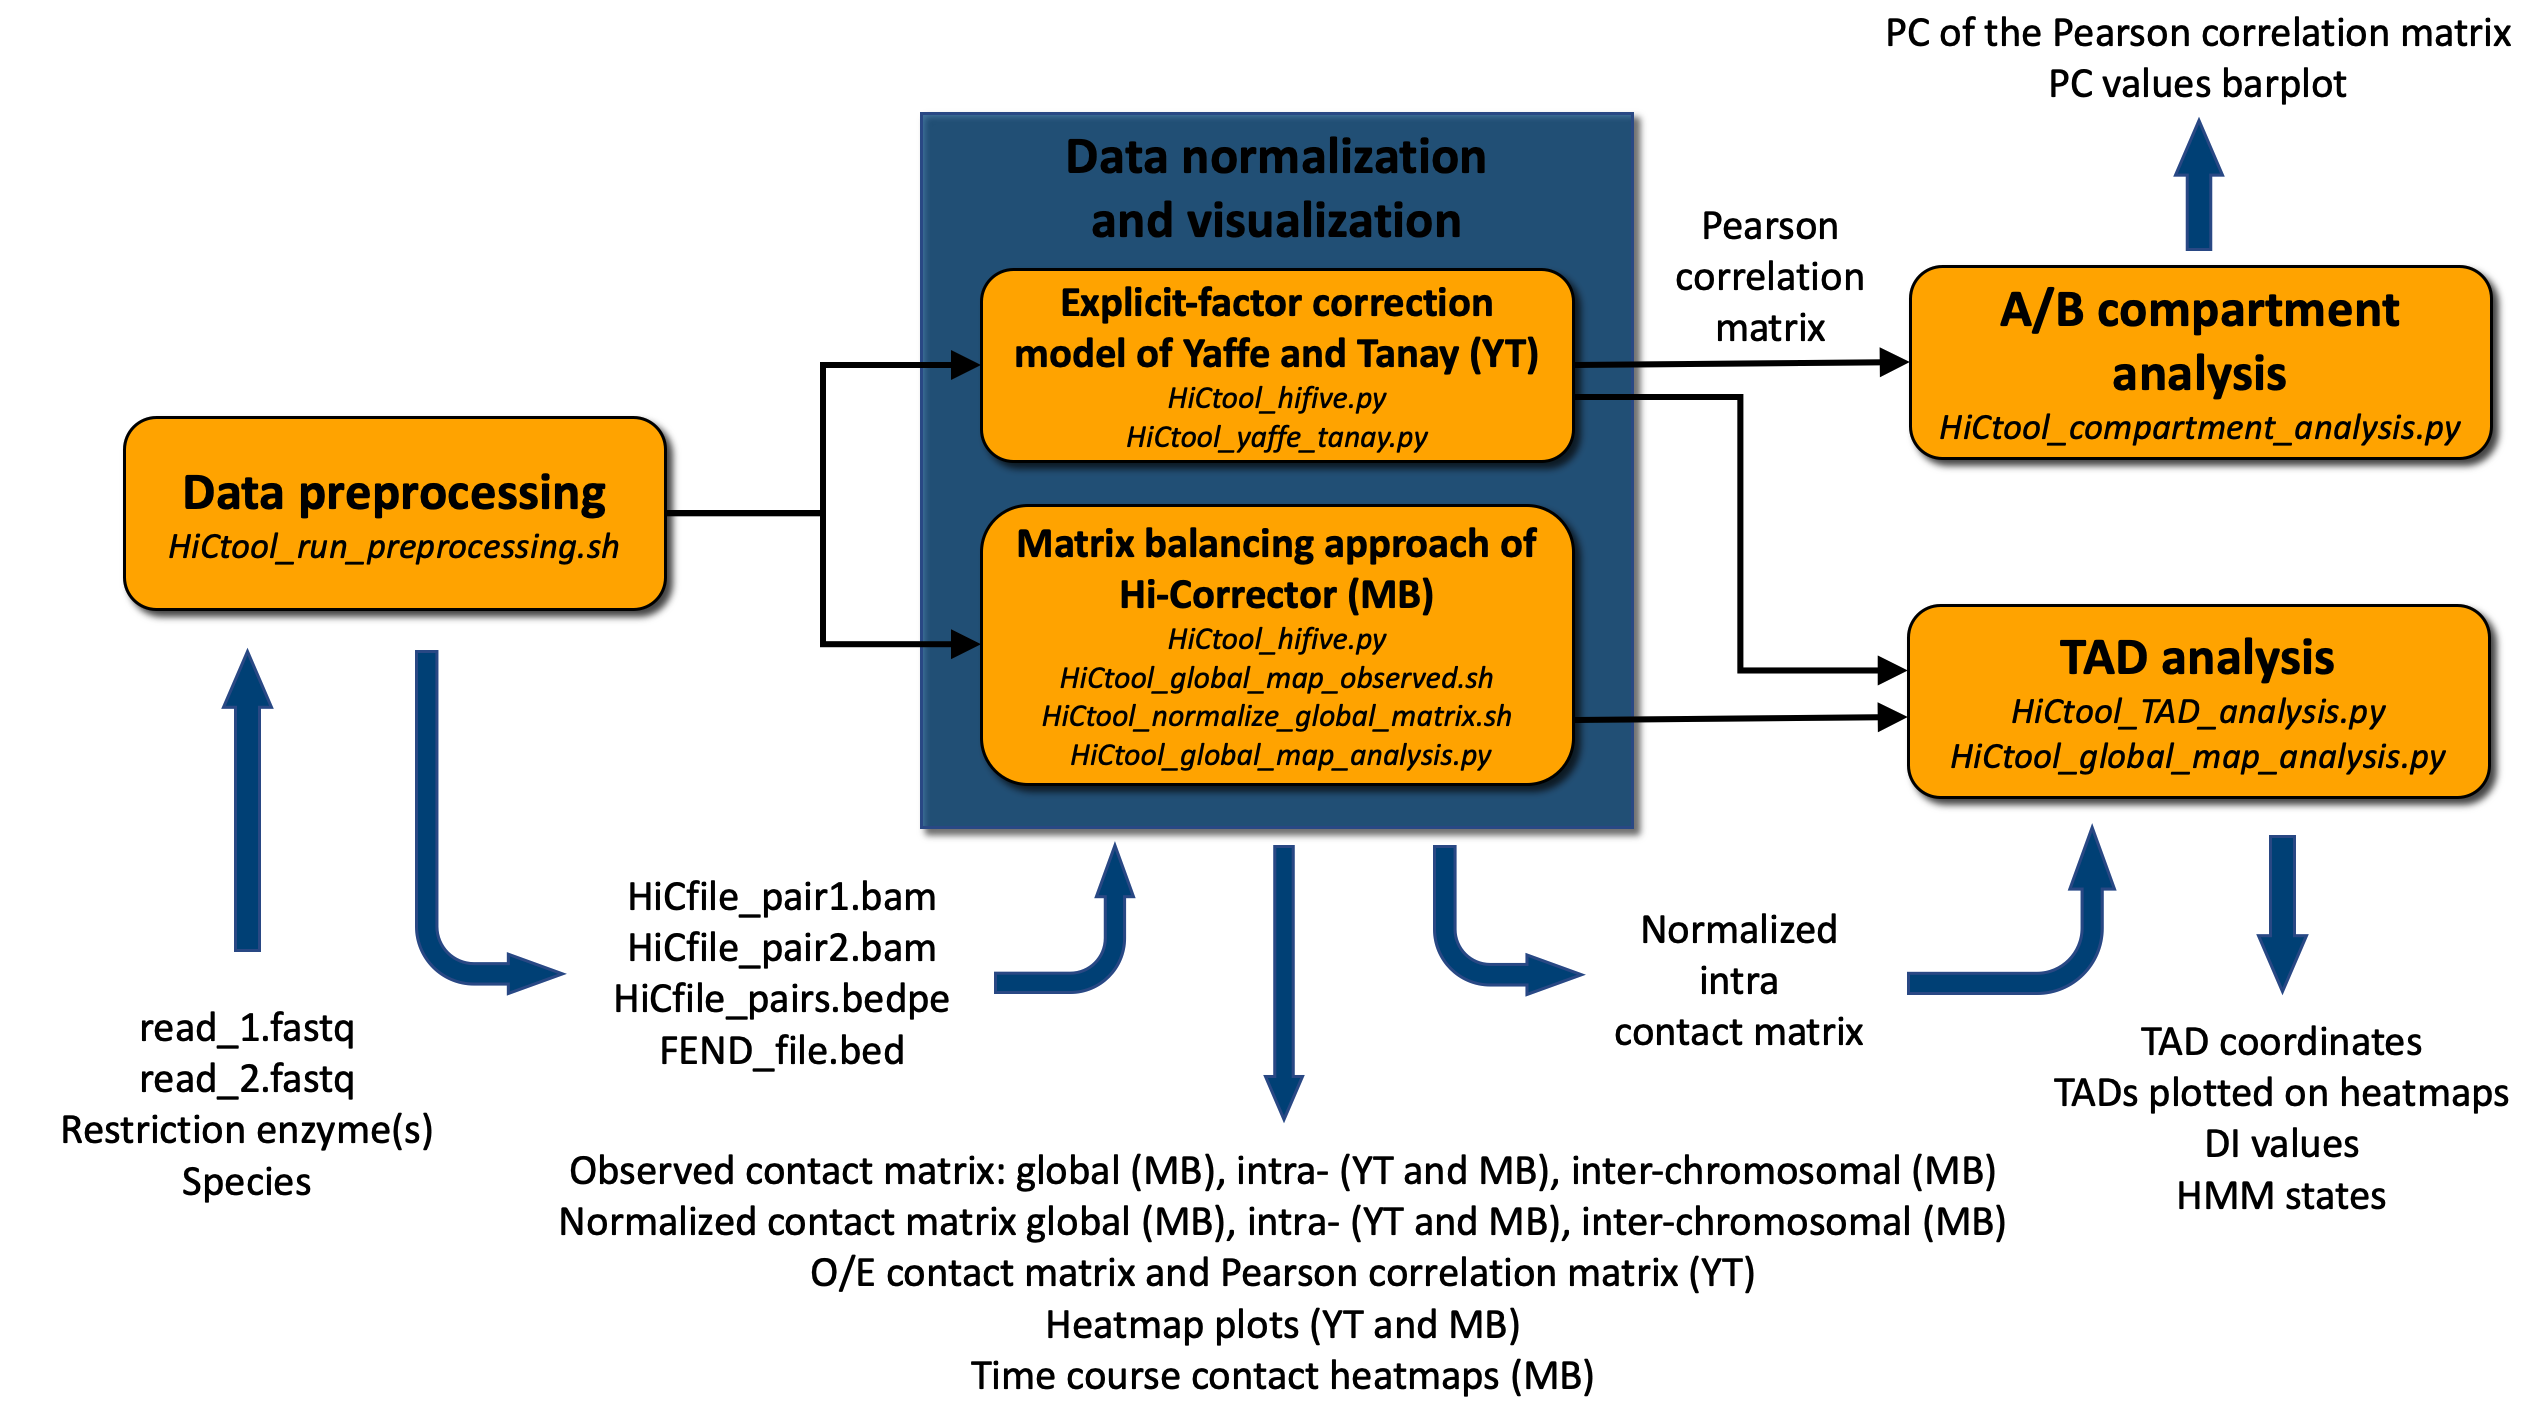 PC of the Pearson correlation matrix
PC values barplot
Data normalization
and visualization
Explicit-factor correction
model of Yaffe and Tanay (YT)
HiCtool_hifive.py
HiCtool_yaffe_tanay.py
Pearson
correlation
matrix
A/B compartment
analysis
HiCtool_compartment_analysis.py
Data preprocessing
HiCtool_run_preprocessing.sh
Matrix balancing approach of
Hi-Corrector (MB)
HiCtool_hifive.py
HiCtool_global_map_observed.sh
HiCtool_normalize_global_matrix.sh
HiCtool_global_map_analysis.py
TAD analysis
HiCtool_TAD_analysis.py
HiCtool_global_map_analysis.py
read_1.fastq
read_2.fastq
Restriction enzyme(s)
Species
HiCfile_pair1.bam
HiCfile_pair2.bam
HiCfile_pairs.bedpe
FEND_file.bed
Normalized
intra
contact matrix
TAD coordinates
TADs plotted on heatmaps
DI values
HMM states
Observed contact matrix: global (MB), intra- (YT and MB), inter-chromosomal (MB)
Normalized contact matrix global (MB), intra- (YT and MB), inter-chromosomal (MB)
O/E contact matrix and Pearson correlation matrix (YT)
Heatmap plots (YT and MB)
Time course contact heatmaps (MB)